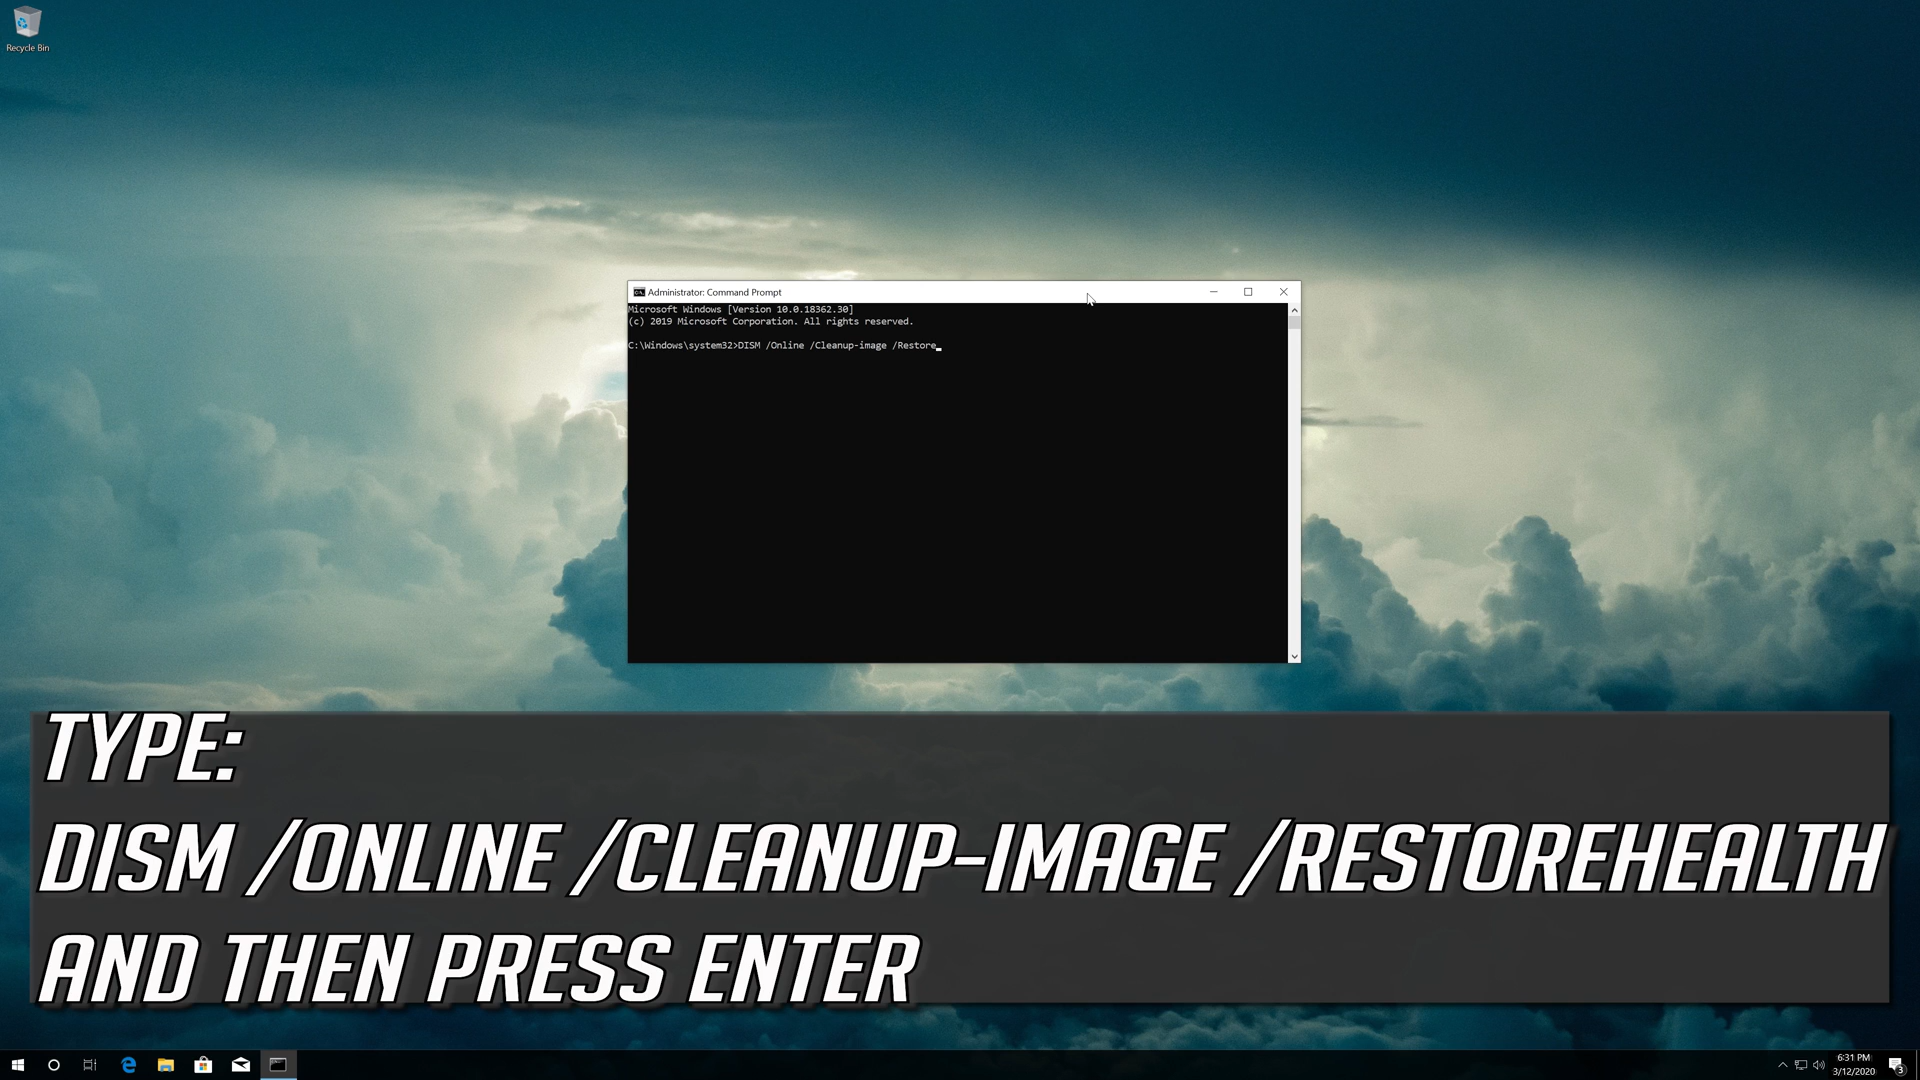 Recycle Bin
Administrator: Command Prompt
Microsoft Windows [Version 10.0.18362.30]
(c) 2019 Microsoft Corporation. All rights reserved.
C:\Windows\system32>DISM /Online /Cleanup-image /Restore
TYPE:
DISM /ONLINE /CLEANUP-IMAGE /RESTOREHEALTH
AND THEN PRESS ENTER
6:31 PM
3/12/2020
3